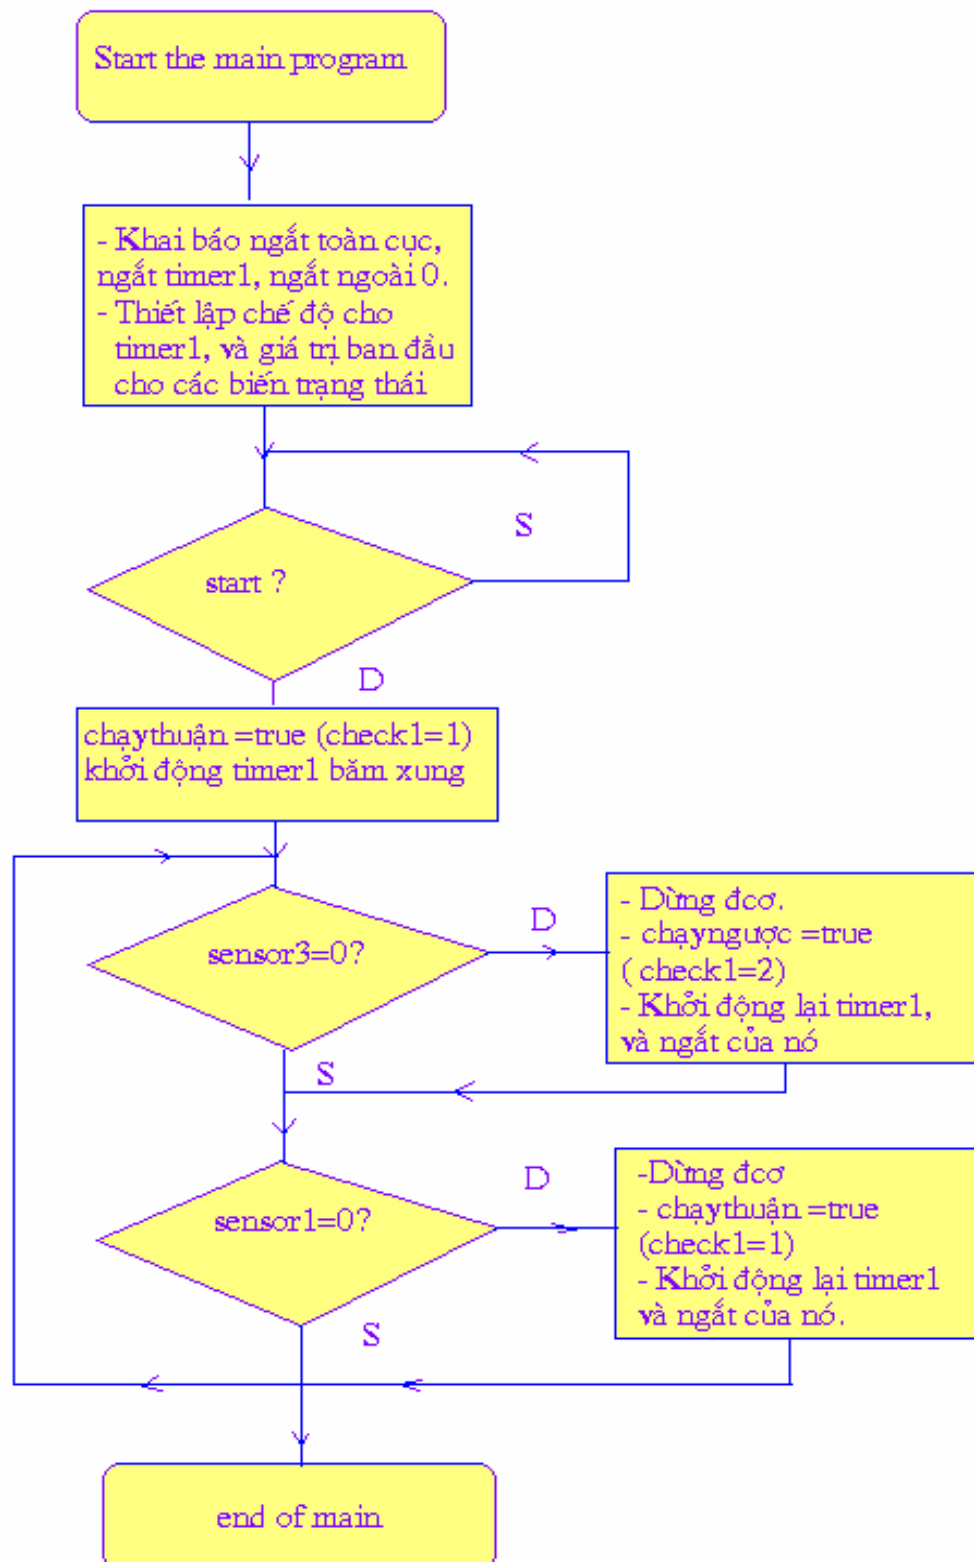 Start the main program
- Khai báo ngắt toàn cục,
ngắt timer1, ngắt ngoài 0.
- Thiết lập chế độ cho
timer1, và giá trị ban đầu
cho các biến trạng thái
S
start ?
D
chạythuận =true (check1=1)
khởi động timer1 băm xung
sensor3=0?
D
- Dừng đcơ.
- chạyngược =true
( check1=2)
- Khởi động lại timer1,
và ngắt của nó
S
sensor1=0?
D
-Dừng đcơ
- chạythuận =true
(check1=1)
- Khởi động lại timer1
và ngắt của nó.
S
end of main